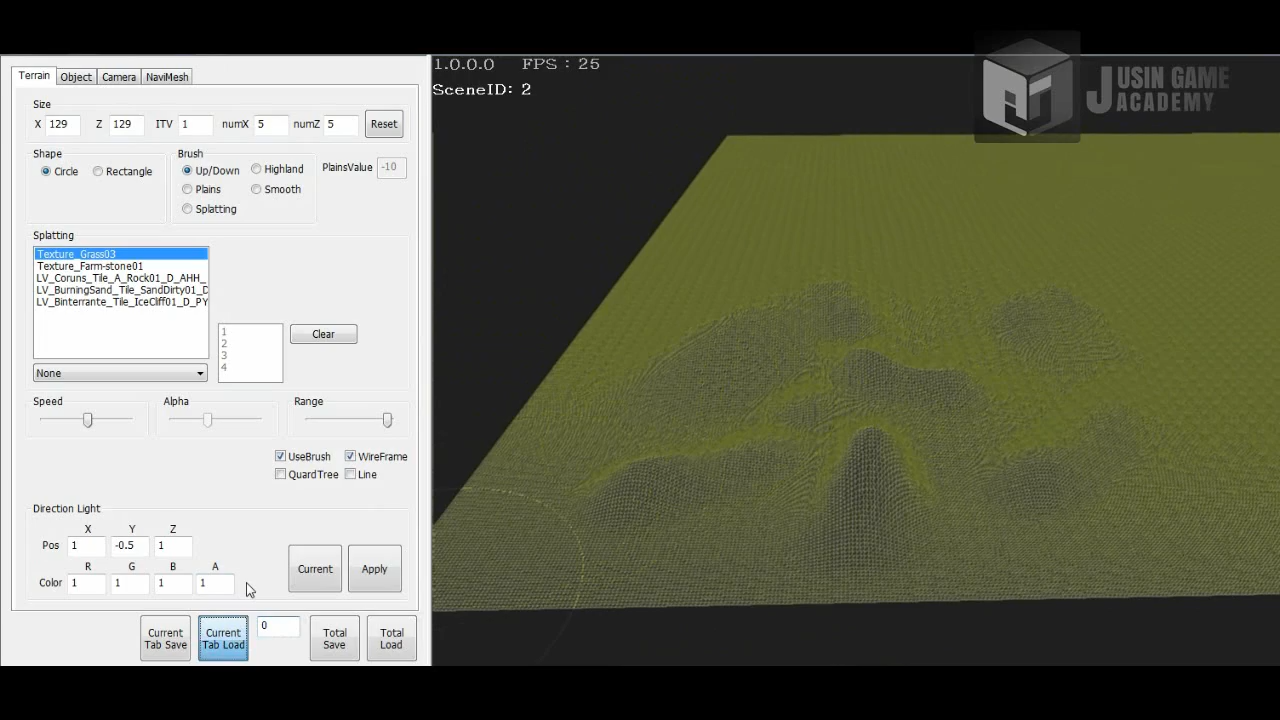 1.0.0.0 FPS : 25
SceneID: 2
JUSIN GAME
ACADEMY
Terrain Object Camera NaviMesh
Size
X 129 Z 129 ITV 1 numX 5 numZ 5 Reset
Shape
Circle Rectangle
Brush
Up/Down Highland PlainsValue -10
Plains Smooth
Splatting
Splatting
Texture_Grass03
Texture_Farm-stone01
LV_Coruns_Tile_A_Rock01_D_AHH_
LV_BurningSand_Tile_SandDirty01_D
LV_Binterrante_Tile_IceCliff01_D_PY
1
2
3
4
Clear
None
Speed Alpha Range
UseBrush WireFrame
QuardTree Line
Direction Light
X Y Z
Pos 1 -0.5 1
R G B A
Color 1 1 1 1
Current Apply
Current
Tab Save
Current
Tab Load
0
Total
Save
Total
Load